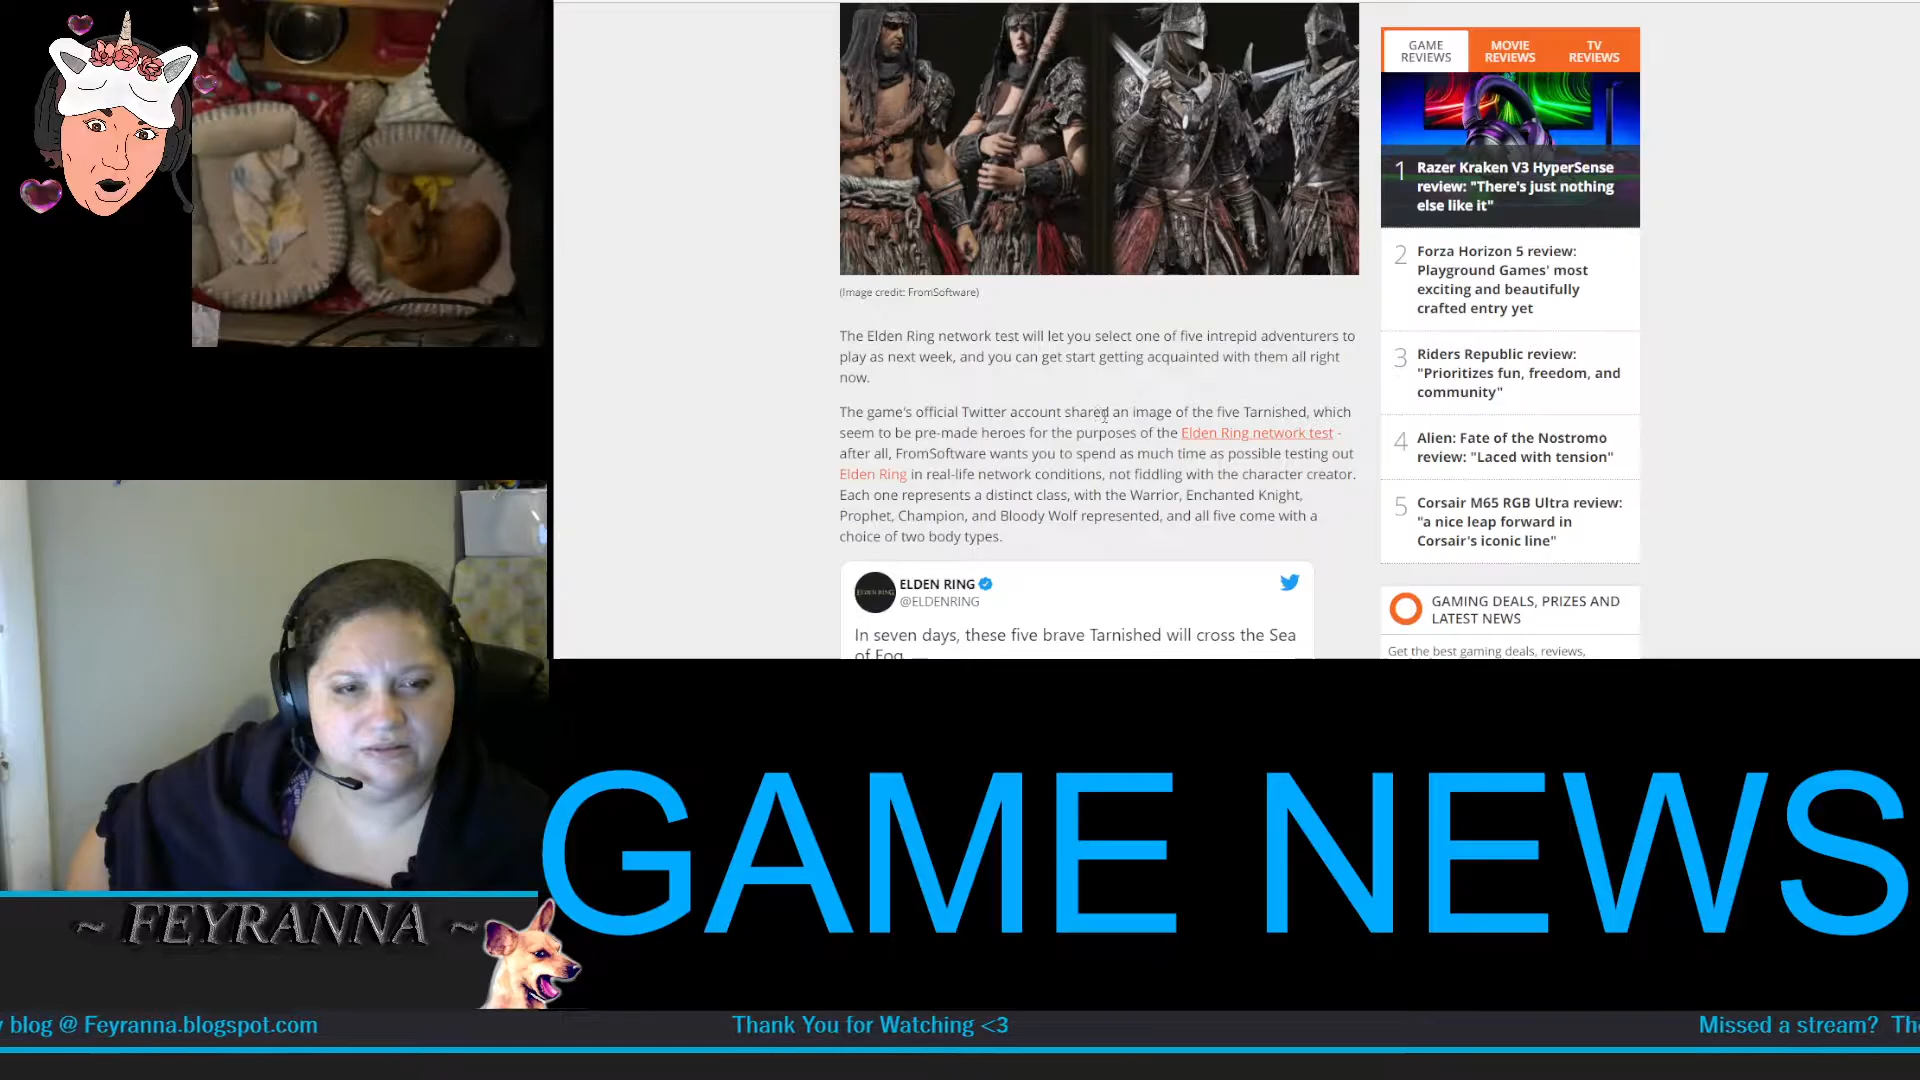 (Image credit: FromSoftware)
The Elden Ring network test will let you select one of five intrepid adventurers to
play as next week, and you can get start getting acquainted with them all right
now.
The game's official Twitter account shared an image of the five Tarnished, which
seem to be pre-made heroes for the purposes of the Elden Ring network test -
after all, FromSoftware wants you to spend as much time as possible testing out
Elden Ring in real-life network conditions, not fiddling with the character creator.
Each one represents a distinct class, with the Warrior, Enchanted Knight,
Prophet, Champion, and Bloody Wolf represented, and all five come with a
choice of two body types.
ELDEN RING
ELDEN RING
@ELDENRING
In seven days, these five brave Tarnished will cross the Sea
of Fog
GAME
REVIEWS
MOVIE
REVIEWS
TV
REVIEWS
1
Razer Kraken V3 HyperSense
review: "There's just nothing
else like it"
2
Forza Horizon 5 review:
Playground Games' most
exciting and beautifully
crafted entry yet
3
Riders Republic review:
"Prioritizes fun, freedom, and
community"
4
Alien: Fate of the Nostromo
review: "Laced with tension"
5
Corsair M65 RGB Ultra review:
"a nice leap forward in
Corsair's iconic line"
GAMING DEALS, PRIZES AND
LATEST NEWS
Get the best gaming deals, reviews,
GAME NEWS
~ FEYRANNA ~
y blog @ Feyranna.blogspot.com
Thank You for Watching <3
Missed a stream? Th